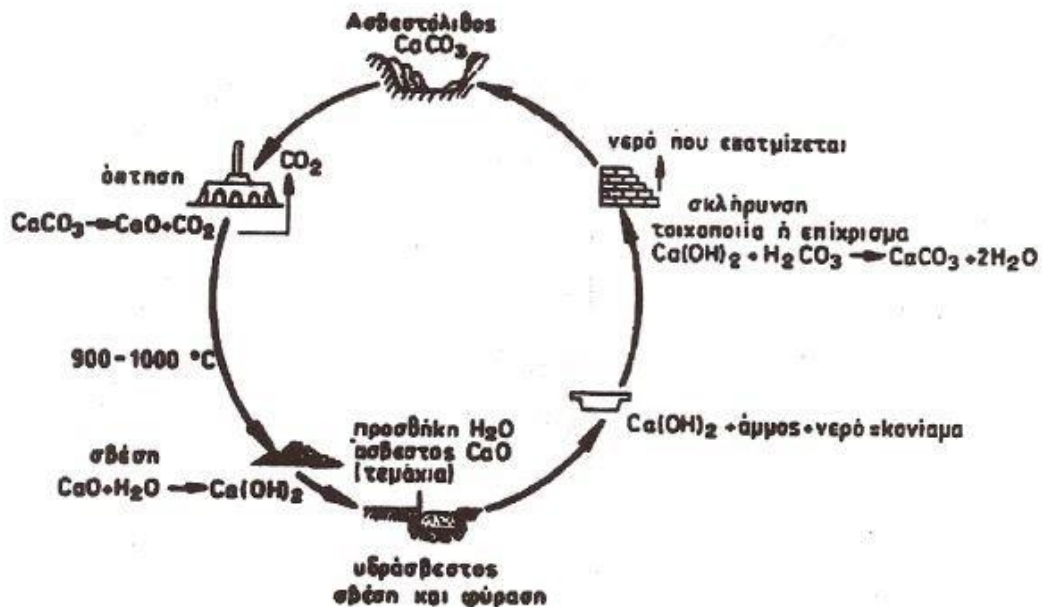 Ασβεστόλιθος
CaCO3
CO2
όπτηση
CaCO3→CaO+CO2
900-1000 °C
σβέση
CaO+H2O→Ca(OH)2
προσθήκη H2O
άσβεστος CaO
(τεμάχια)
υδράσβεστος
σβέση και φύραση
Ca(OH)2+άμμος+νερό=κονίαμα
νερό που εξατμίζεται
σκλήρυνση
τοιχοποιία ή επίχρισμα
Ca(OH)2+H2CO3→CaCO3+2H2O